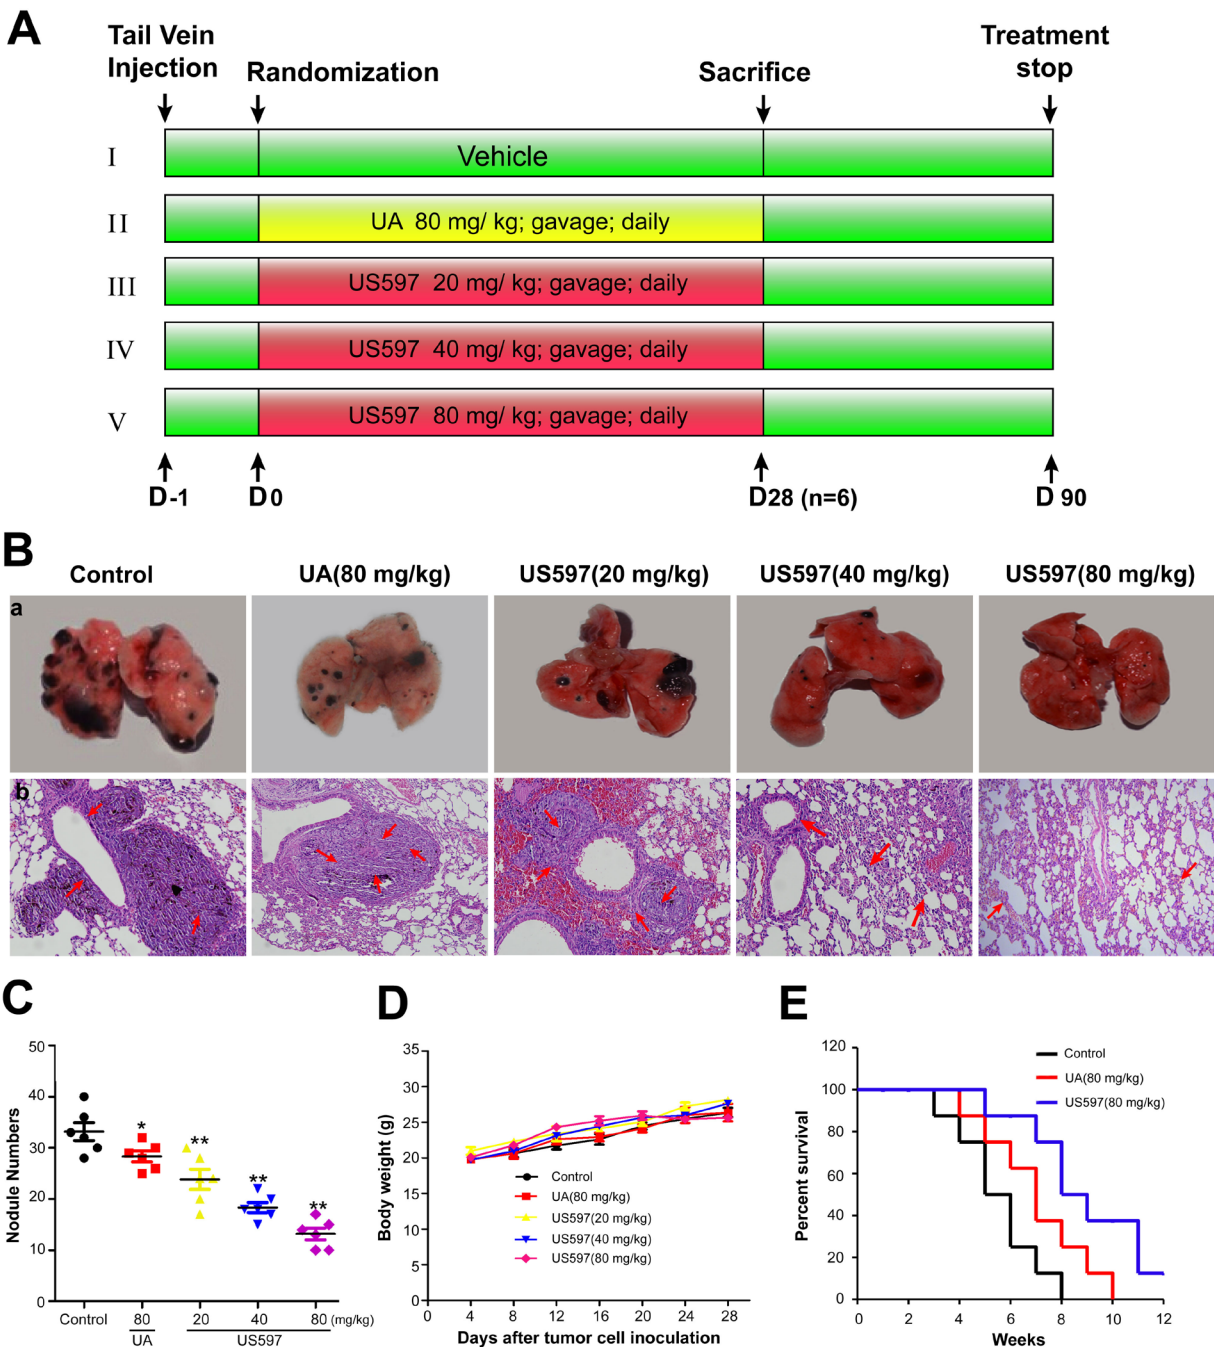 A
Tail Vein
Injection
Randomization
Sacrifice
Treatment
stop
I
Vehicle
II
UA 80 mg/ kg; gavage; daily
III
US597 20 mg/ kg; gavage; daily
IV
US597 40 mg/ kg; gavage; daily
V
US597 80 mg/ kg; gavage; daily
D-1
D0
D28 (n=6)
D 90
B
Control
UA(80 mg/kg)
US597(20 mg/kg)
US597(40 mg/kg)
US597(80 mg/kg)
a
b
C
Nodule Numbers
50
40
30
20
10
0
*
**
**
**
Control
80
20
40
80 (mg/kg)
UA
US597
D
Body weight (g)
35
30
25
20
15
10
5
0
Control
UA(80 mg/kg)
US597(20 mg/kg)
US597(40 mg/kg)
US597(80 mg/kg)
0 4 8 12 16 20 24 28
Days after tumor cell inoculation
E
Percent survival
120
100
80
60
40
20
0
Control
UA(80 mg/kg)
US597(80 mg/kg)
0 2 4 6 8 10 12
Weeks